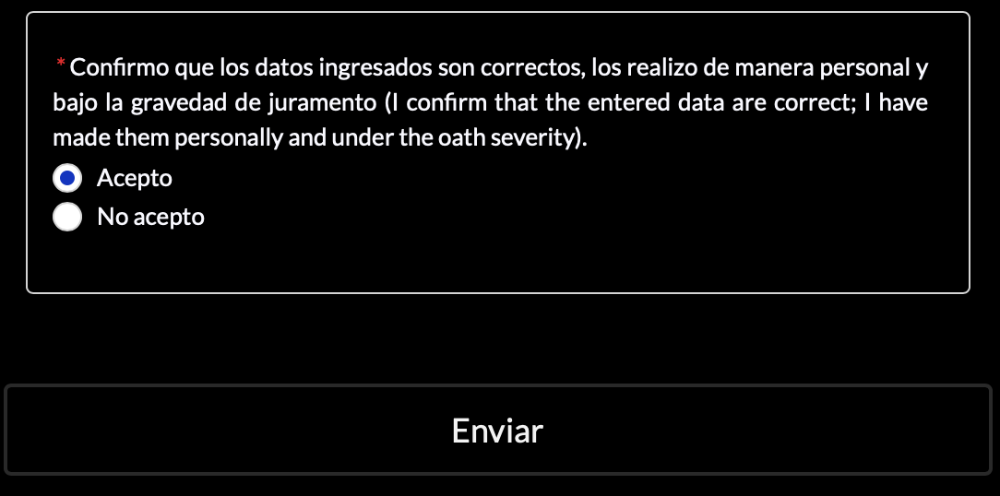 * Confirmo que los datos ingresados son correctos, los realizo de manera personal y
bajo la gravedad de juramento (I confirm that the entered data are correct; I have
made them personally and under the oath severity).
Acepto
No acepto
Enviar